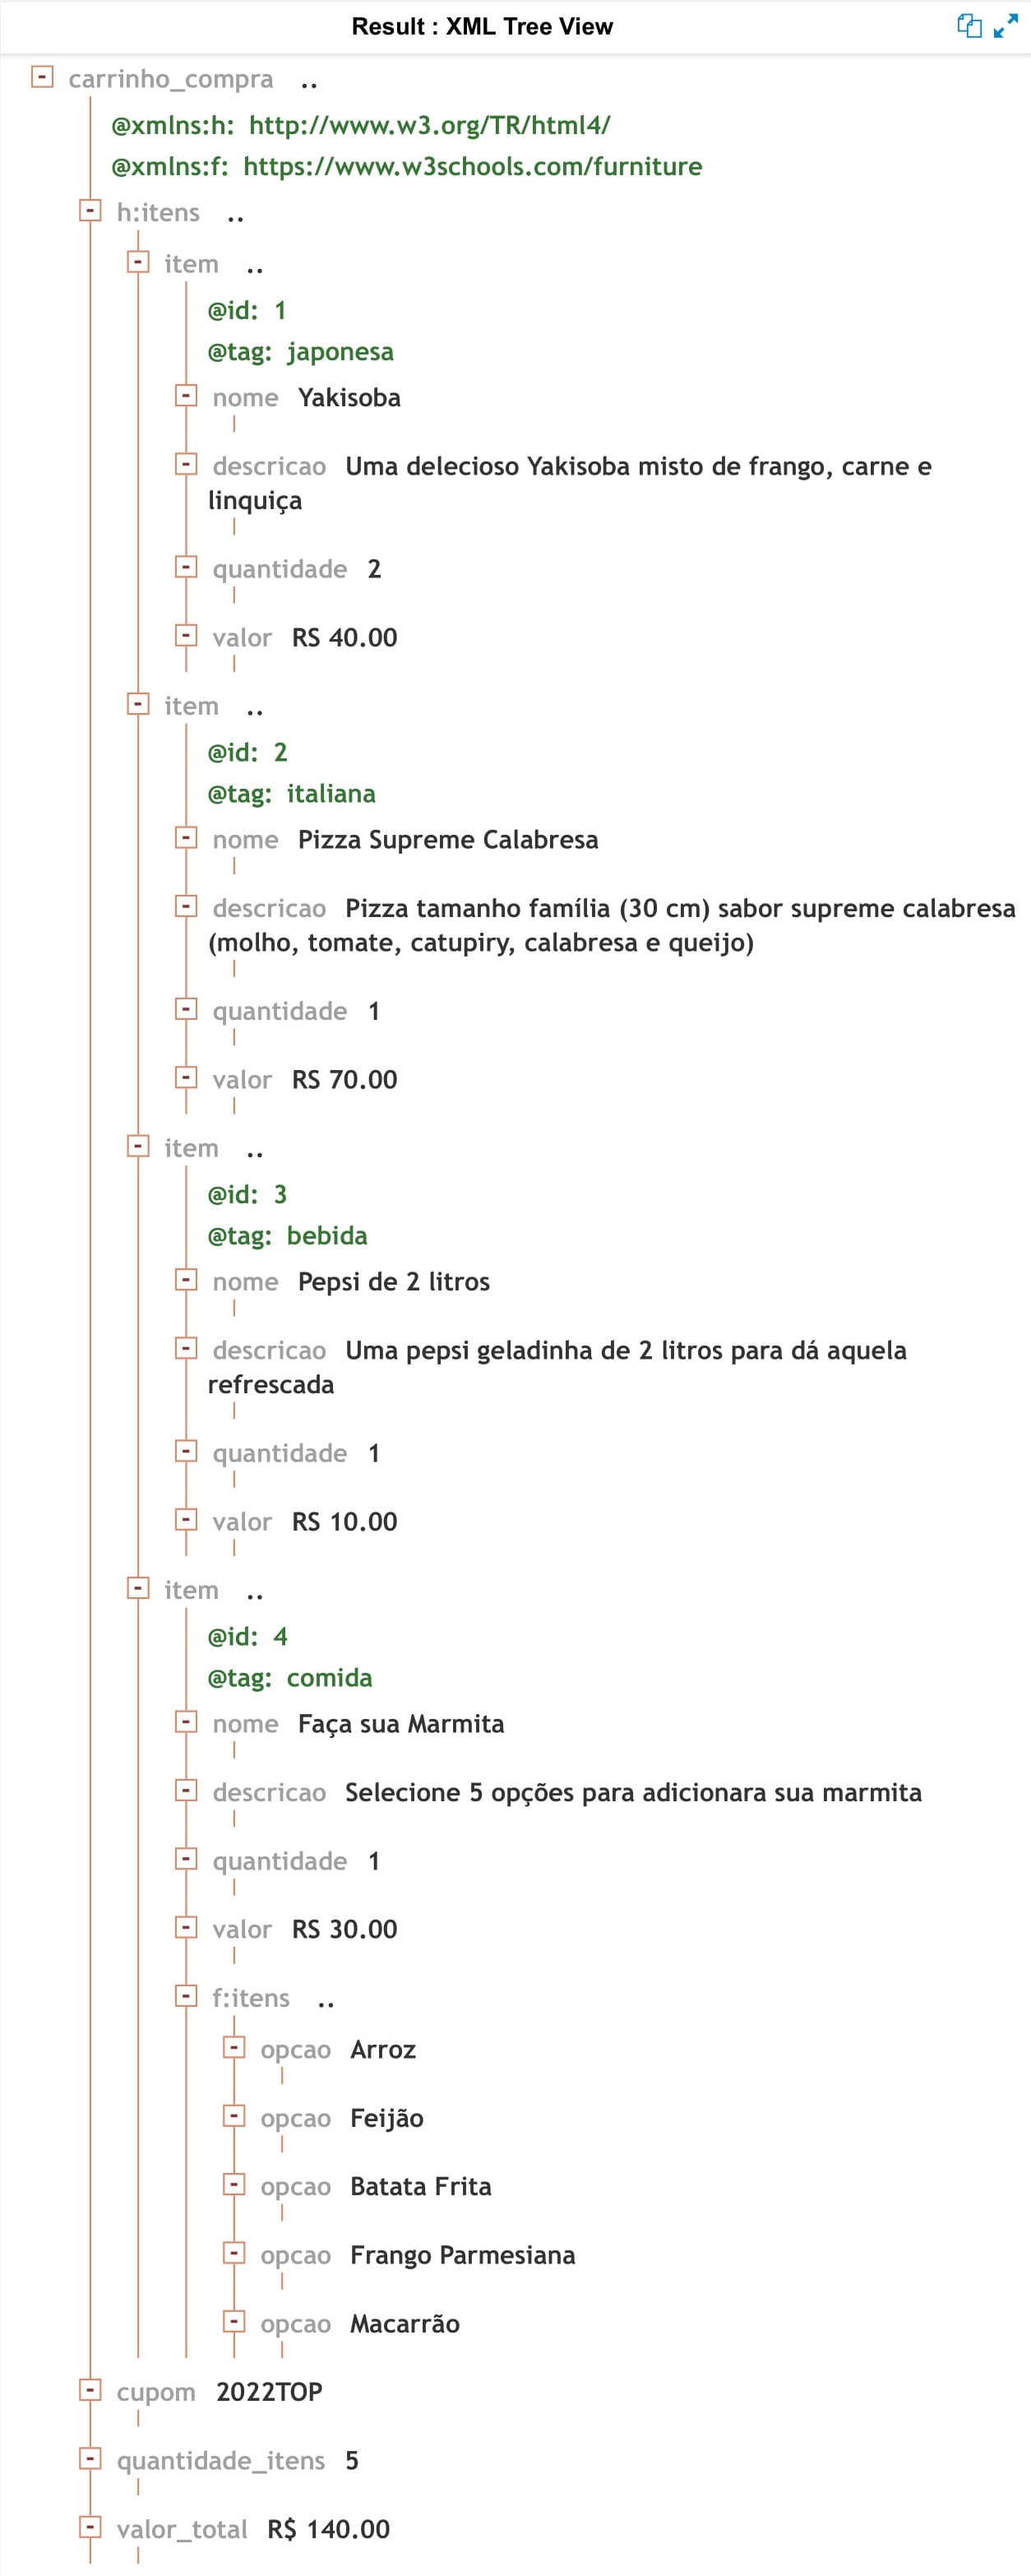 Result : XML Tree View
carrinho_compra ..
@xmlns:h: http://www.w3.org/TR/html4/
@xmlns:f: https://www.w3schools.com/furniture
h:itens ..
item ..
@id: 1
@tag: japonesa
nome Yakisoba
descricao Uma delecioso Yakisoba misto de frango, carne e
linquiça
quantidade 2
valor RS 40.00
item ..
@id: 2
@tag: italiana
nome Pizza Supreme Calabresa
descricao Pizza tamanho família (30 cm) sabor supreme calabresa
(molho, tomate, catupiry, calabresa e queijo)
quantidade 1
valor RS 70.00
item ..
@id: 3
@tag: bebida
nome Pepsi de 2 litros
descricao Uma pepsi geladinha de 2 litros para dá aquela
refrescada
quantidade 1
valor RS 10.00
item ..
@id: 4
@tag: comida
nome Faça sua Marmita
descricao Selecione 5 opções para adicionara sua marmita
quantidade 1
valor RS 30.00
f:itens ..
opcao Arroz
opcao Feijão
opcao Batata Frita
opcao Frango Parmesiana
opcao Macarrão
cupom 2022TOP
quantidade_itens 5
valor_total R$ 140.00